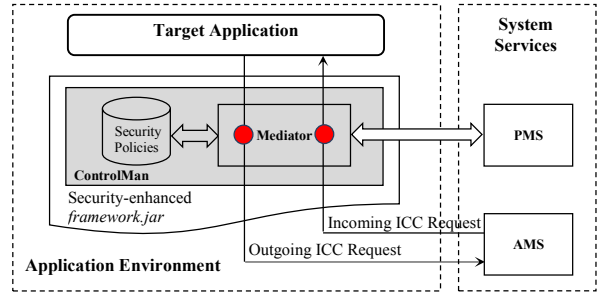 Target Application
System
Services
Security
Policies
Mediator
PMS
ControlMan
Security-enhanced
framework.jar
Incoming ICC Request
AMS
Outgoing ICC Request
Application Environment